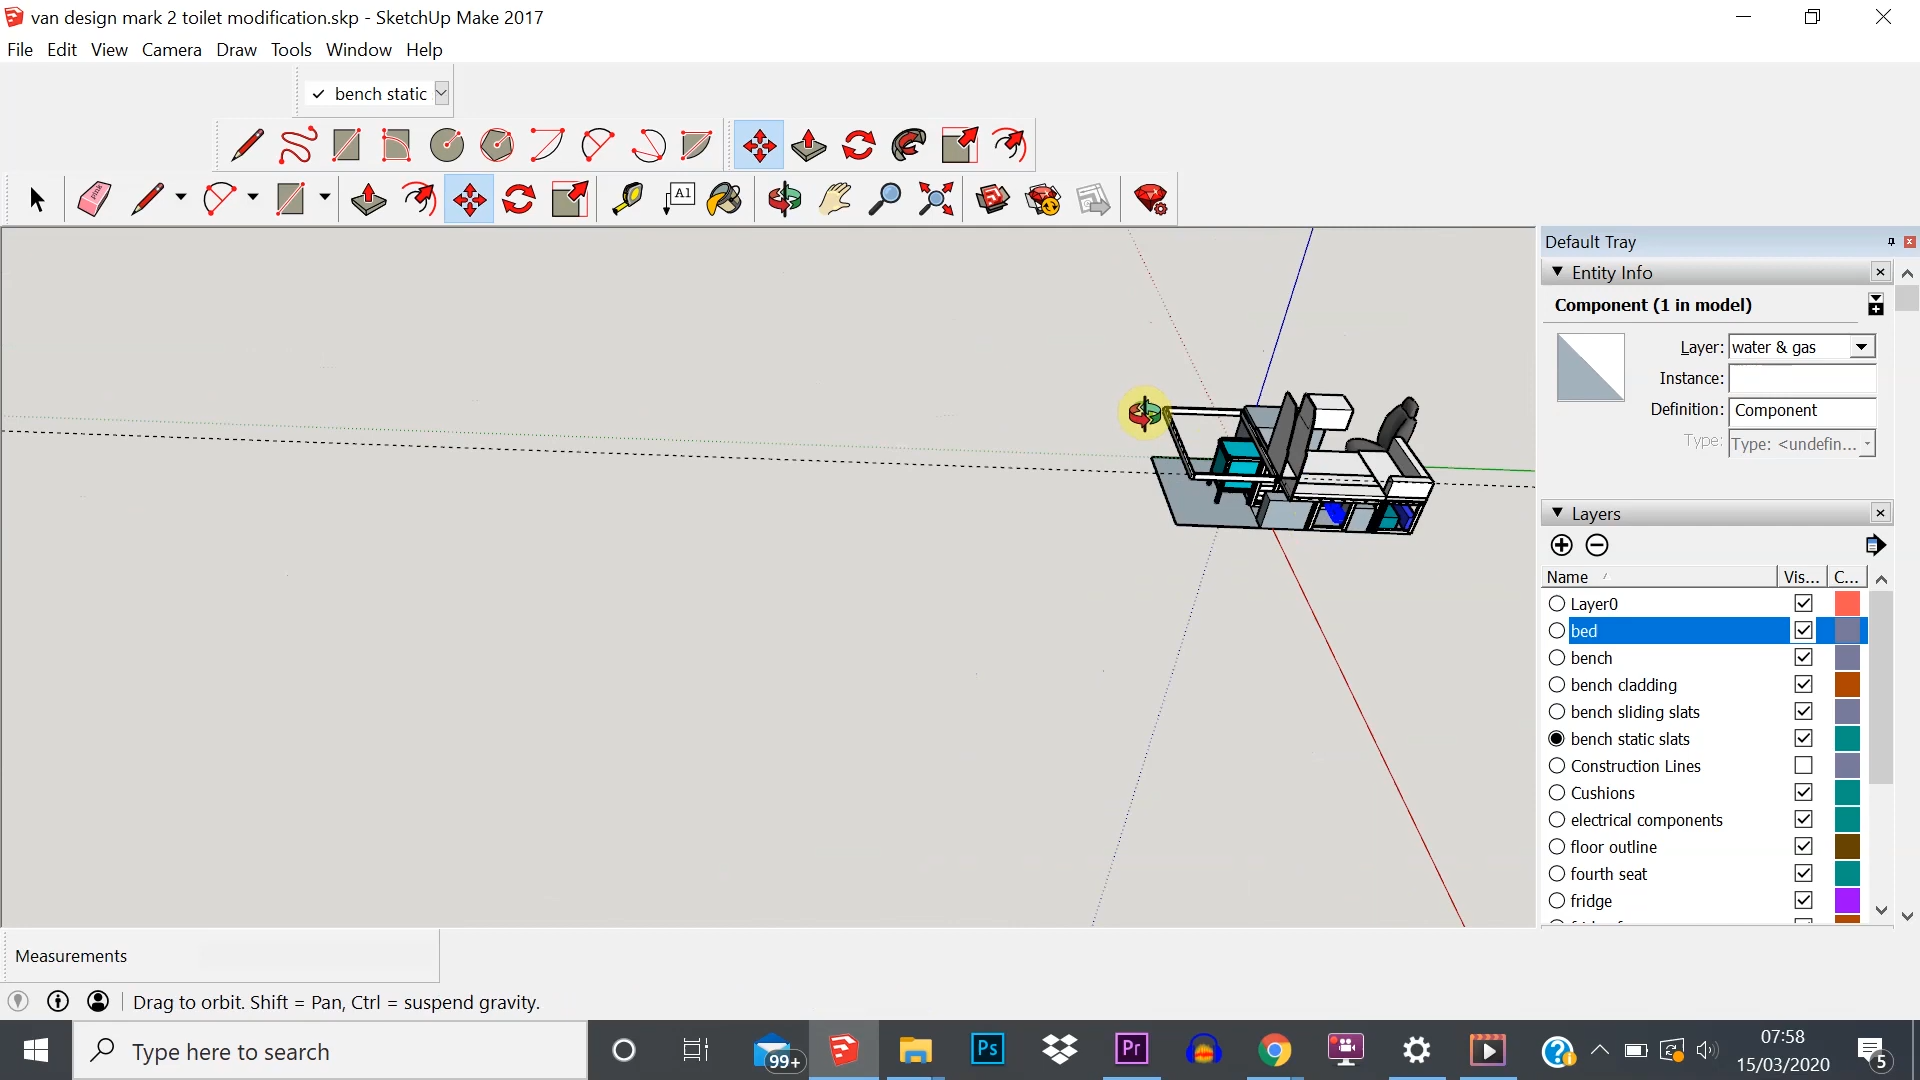 van design mark 2 toilet modification.skp - SketchUp Make 2017
File Edit View Camera Draw Tools Window Help
✓ bench static
A1
Default Tray
Entity Info
Component (1 in model)
Layer: water & gas
Instance:
Definition: Component
Type: Type: <undefin...
Layers
Name Vis... C...
Layer0
bed
bench
bench cladding
bench sliding slats
bench static slats
Construction Lines
Cushions
electrical components
floor outline
fourth seat
fridge
Measurements
Drag to orbit. Shift = Pan, Ctrl = suspend gravity.
Type here to search
99+
Ps
Pr
07:58
15/03/2020
5